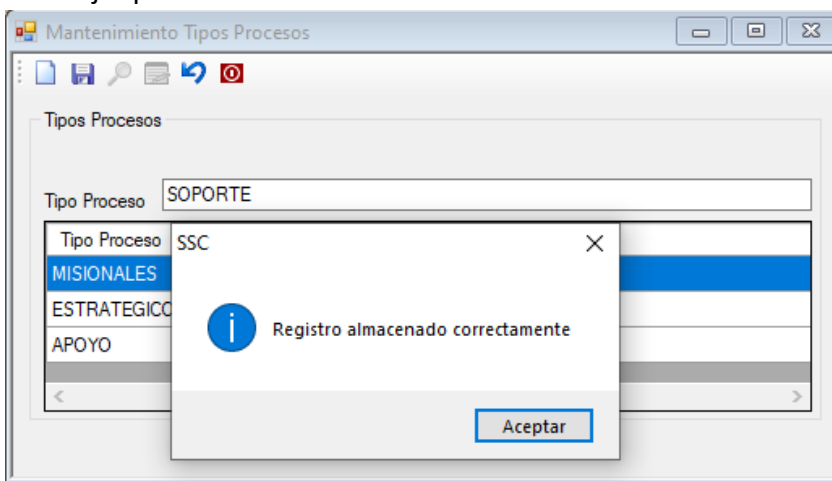 Mantenimiento Tipos Procesos
Tipos Procesos
Tipo Proceso SOPORTE
Tipo Proceso
SSC
MISIONALES
ESTRATEGICO
Registro almacenado correctamente
APOYO
Aceptar